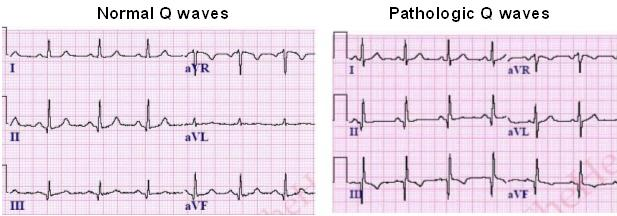 Normal Q waves
Pathologic Q waves
I aVR
II aVL
III aVF
I aVR
II aVL
III aVF